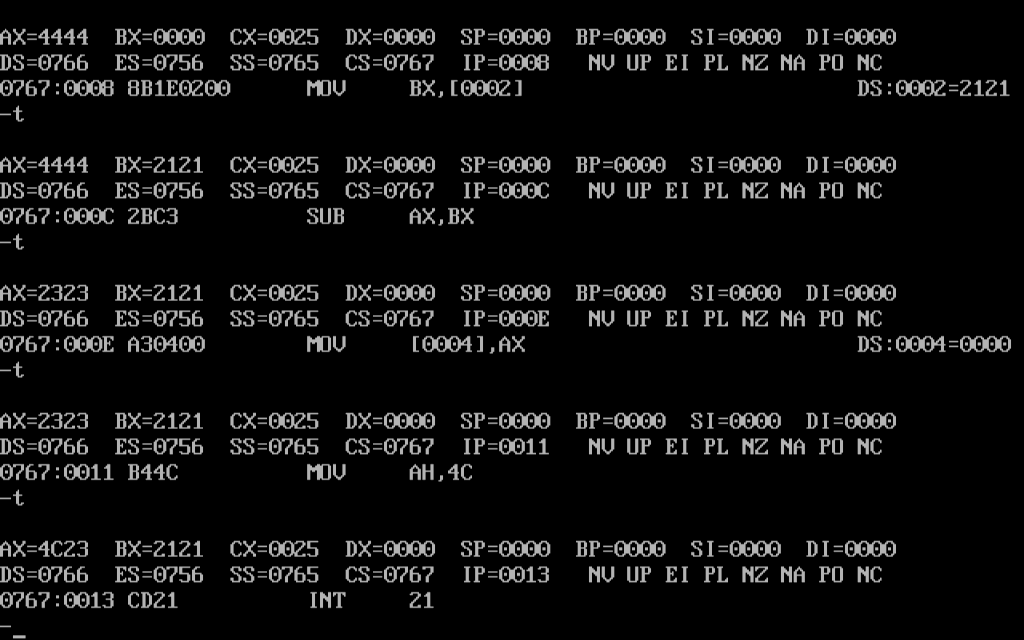 AX=4444  BX=0000  CX=0025  DX=0000  SP=0000  BP=0000  SI=0000  DI=0000
DS=0766  ES=0756  SS=0765  CS=0767  IP=0008   NV UP EI PL NZ NA PO NC
0767:0008 8B1E0200      MOV     BX,[0002]                          DS:0002=2121
-t
AX=4444  BX=2121  CX=0025  DX=0000  SP=0000  BP=0000  SI=0000  DI=0000
DS=0766  ES=0756  SS=0765  CS=0767  IP=000C   NV UP EI PL NZ NA PO NC
0767:000C 2BC3          SUB     AX,BX
-t
AX=2323  BX=2121  CX=0025  DX=0000  SP=0000  BP=0000  SI=0000  DI=0000
DS=0766  ES=0756  SS=0765  CS=0767  IP=000E   NV UP EI PL NZ NA PO NC
0767:000E A30400        MOV     [0004],AX                          DS:0004=0000
-t
AX=2323  BX=2121  CX=0025  DX=0000  SP=0000  BP=0000  SI=0000  DI=0000
DS=0766  ES=0756  SS=0765  CS=0767  IP=0011   NV UP EI PL NZ NA PO NC
0767:0011 B44C          MOV     AH,4C
-t
AX=4C23  BX=2121  CX=0025  DX=0000  SP=0000  BP=0000  SI=0000  DI=0000
DS=0766  ES=0756  SS=0765  CS=0767  IP=0013   NV UP EI PL NZ NA PO NC
0767:0013 CD21          INT     21
-_